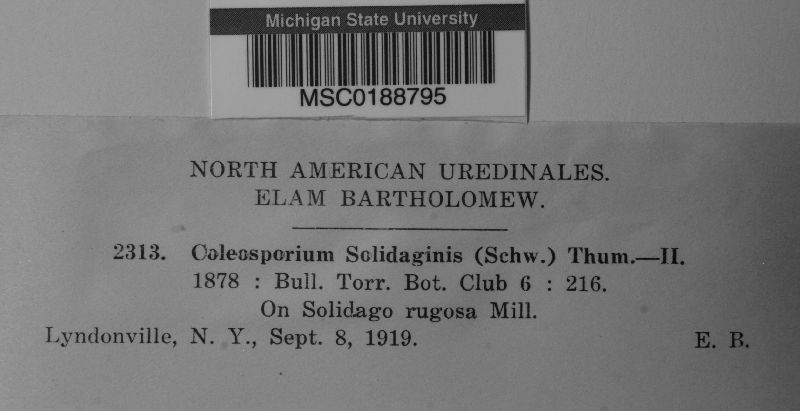 Michigan State University
MSC0188795
NORTH AMERICAN UREDINALES.
ELAM BARTHOLOMEW.
2313. Coleosporium Solidaginis (Schw.) Thum.—II.
1878 : Bull. Torr. Bot. Club 6 : 216.
On Solidago rugosa Mill.
Lyndonville, N. Y., Sept. 8, 1919. E. B.